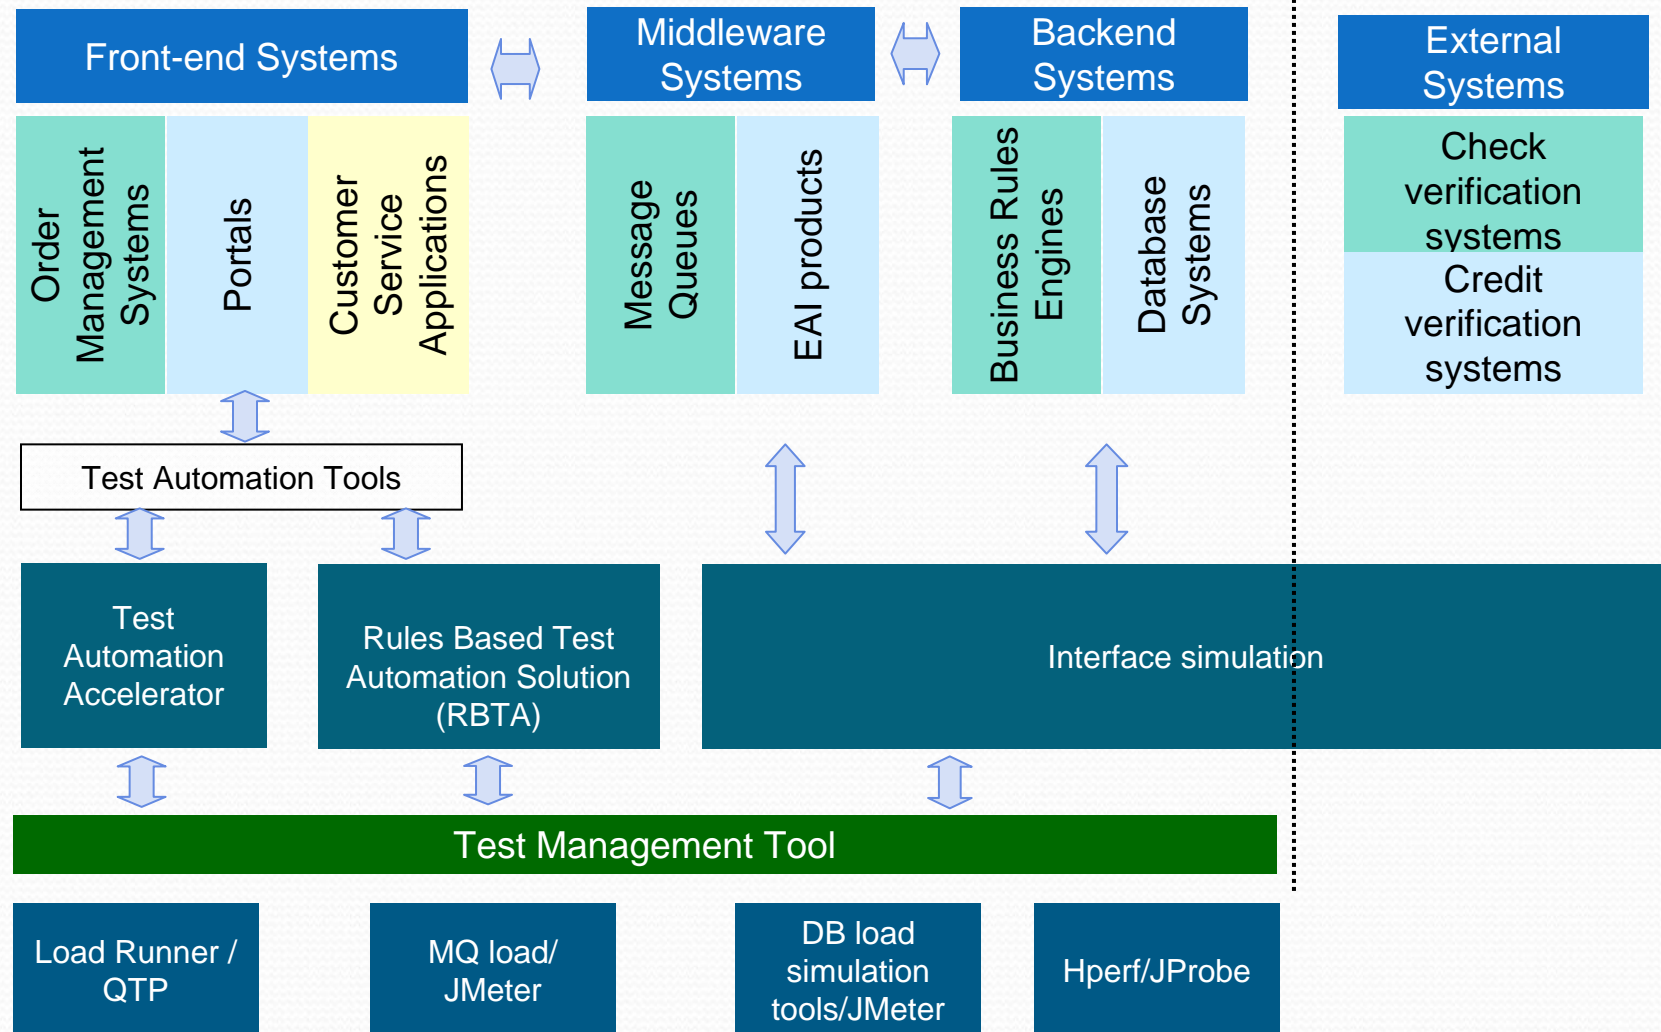 Front-end Systems
Middleware
Systems
Backend
Systems
External
Systems
Order
Management
Systems
Portals
Customer
Service
Applications
Message
Queues
EAI products
Business Rules
Engines
Database
Systems
Check
verification
systems
Credit
verification
systems
Test Automation Tools
Test
Automation
Accelerator
Rules Based Test
Automation Solution
(RBTA)
Interface simulation
Test Management Tool
Load Runner /
QTP
MQ load/
JMeter
DB load
simulation
tools/JMeter
Hperf/JProbe